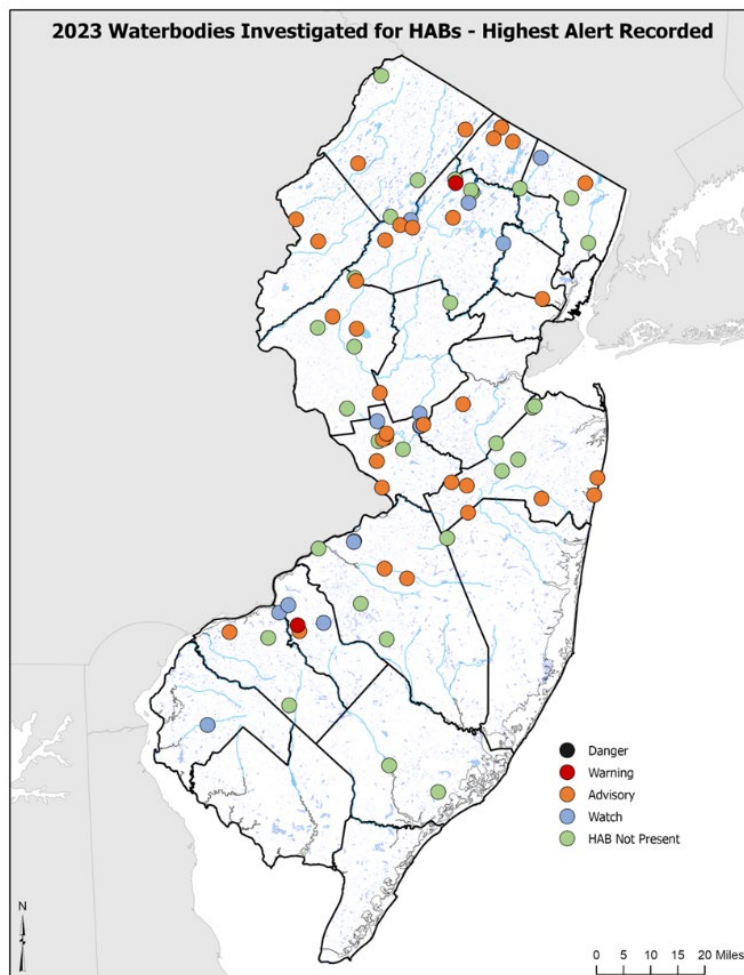 2023 Waterbodies Investigated for HABs - Highest Alert Recorded
Danger
Warning
Advisory
Watch
HAB Not Present
N
0 5 10 20 Miles